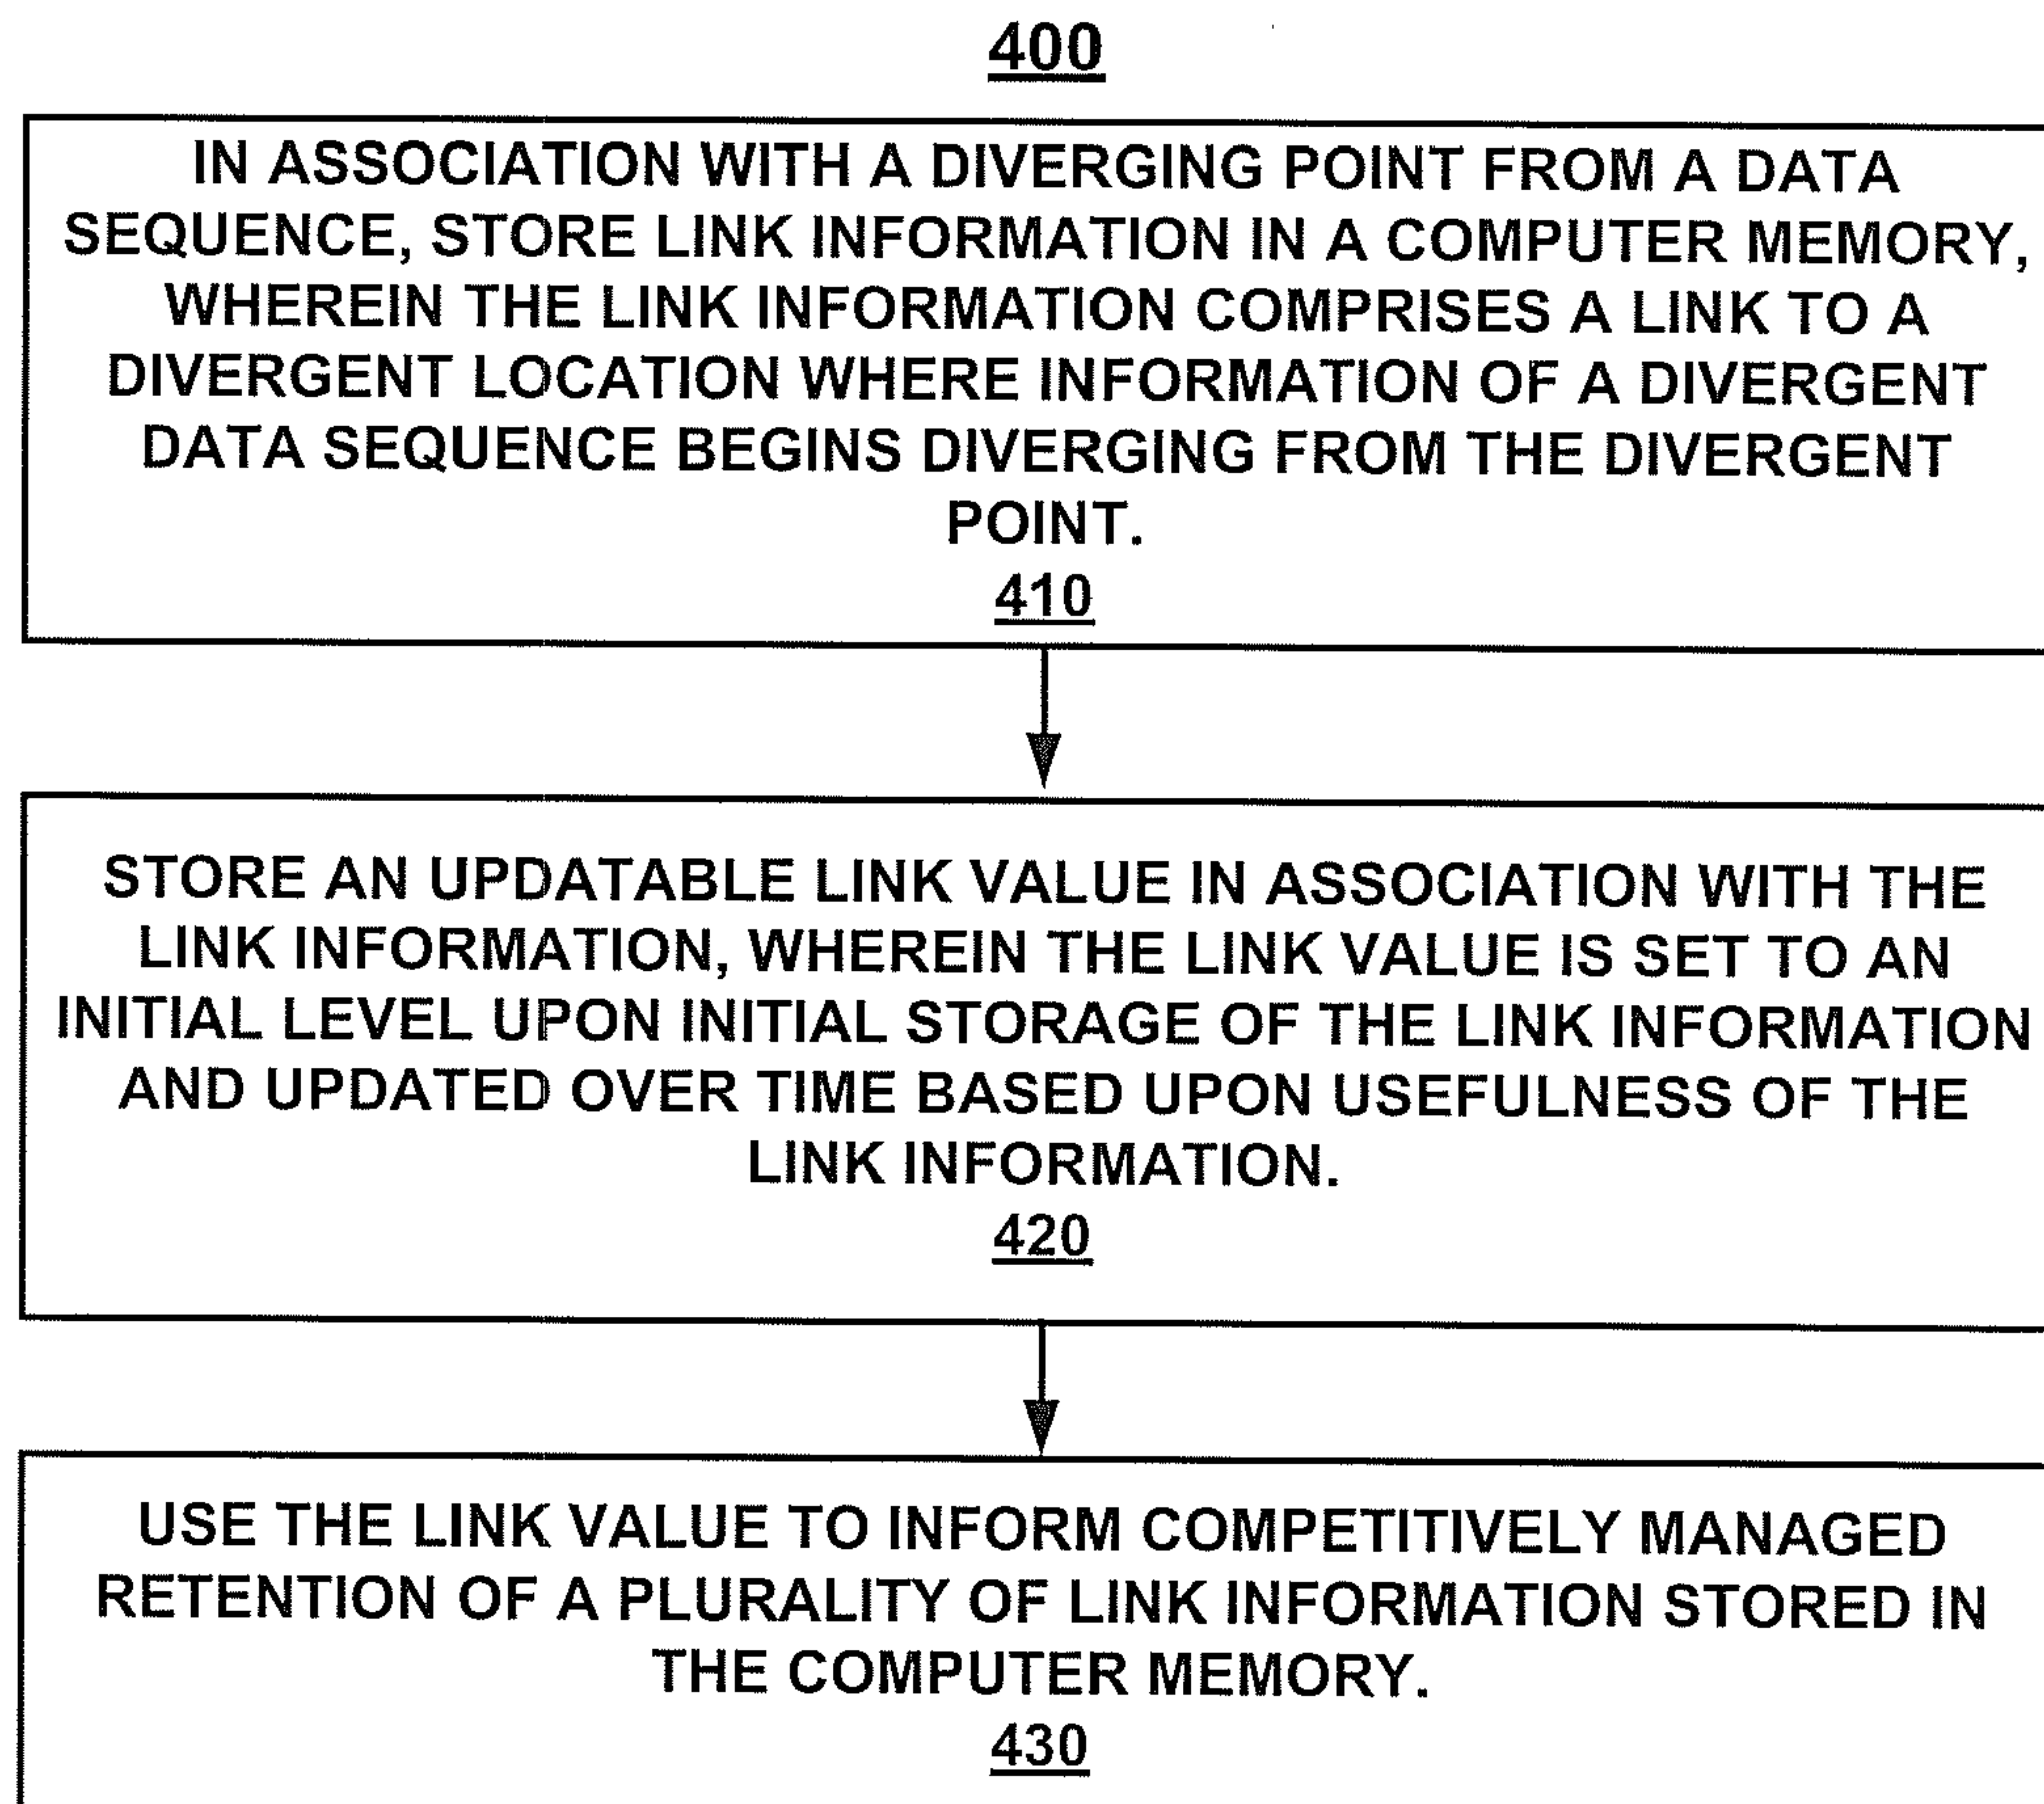 400
IN ASSOCIATION WITH A DIVERGING POINT FROM A DATA
SEQUENCE, STORE LINK INFORMATION IN A COMPUTER MEMORY,
WHEREIN THE LINK INFORMATION COMPRISES A LINK TO A
DIVERGENT LOCATION WHERE INFORMATION OF A DIVERGENT
DATA SEQUENCE BEGINS DIVERGING FROM THE DIVERGENT
POINT.
410
STORE AN UPDATABLE LINK VALUE IN ASSOCIATION WITH THE
LINK INFORMATION, WHEREIN THE LINK VALUE IS SET TO AN
INITIAL LEVEL UPON INITIAL STORAGE OF THE LINK INFORMATION
AND UPDATED OVER TIME BASED UPON USEFULNESS OF THE
LINK INFORMATION.
420
USE THE LINK VALUE TO INFORM COMPETITIVELY MANAGED
RETENTION OF A PLURALITY OF LINK INFORMATION STORED IN
THE COMPUTER MEMORY.
430